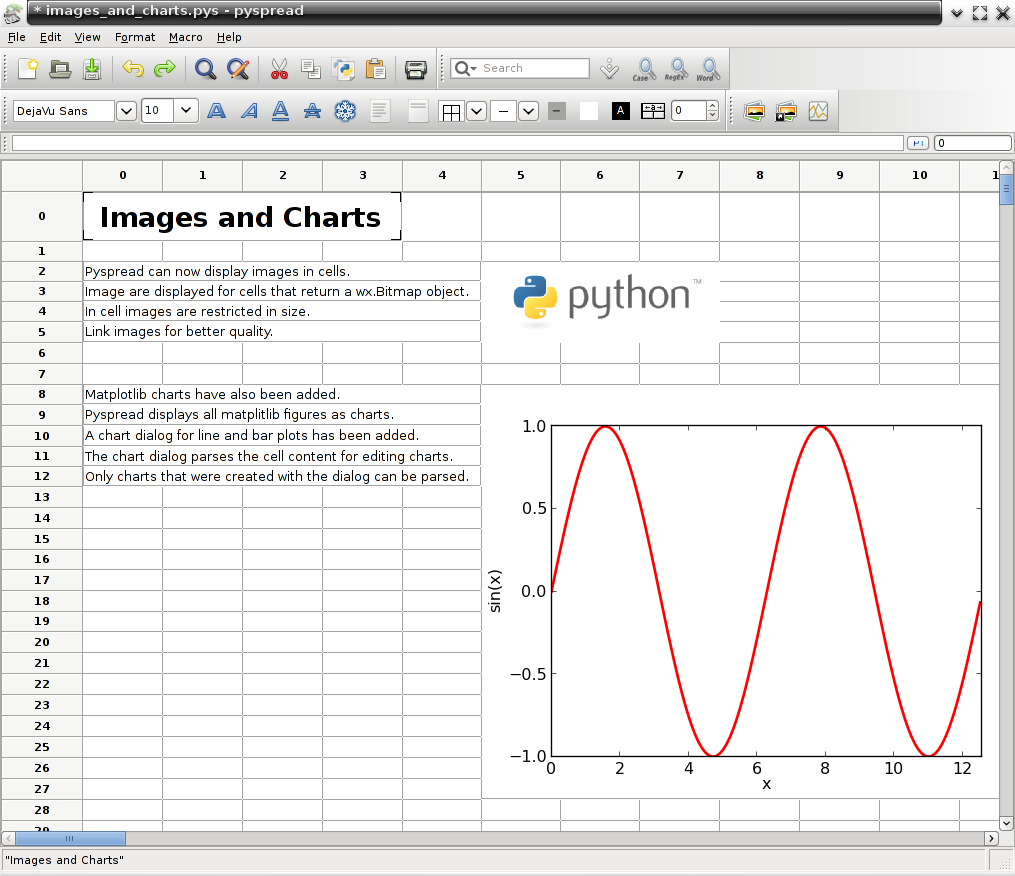 * images_and_charts.pys - pyspread
File Edit View Format Macro Help
Search Case RegEx Word
DejaVu Sans 10 A A A A A 0
0
0 1 2 3 4 5 6 7 8 9 10 1
0 Images and Charts
1
2 Pyspread can now display images in cells.
3 Image are displayed for cells that return a wx.Bitmap object.
4 In cell images are restricted in size.
5 Link images for better quality.
python™
6
7
8 Matplotlib charts have also been added.
9 Pyspread displays all matplitlib figures as charts.
10 A chart dialog for line and bar plots has been added.
11 The chart dialog parses the cell content for editing charts.
12 Only charts that were created with the dialog can be parsed.
13
14
15
16
17
18
19
20
21
22
23
24
25
26
27
28
29
1.0
0.5
0.0
−0.5
−1.0
sin(x)
0 2 4 6 8 10 12
x
"Images and Charts"